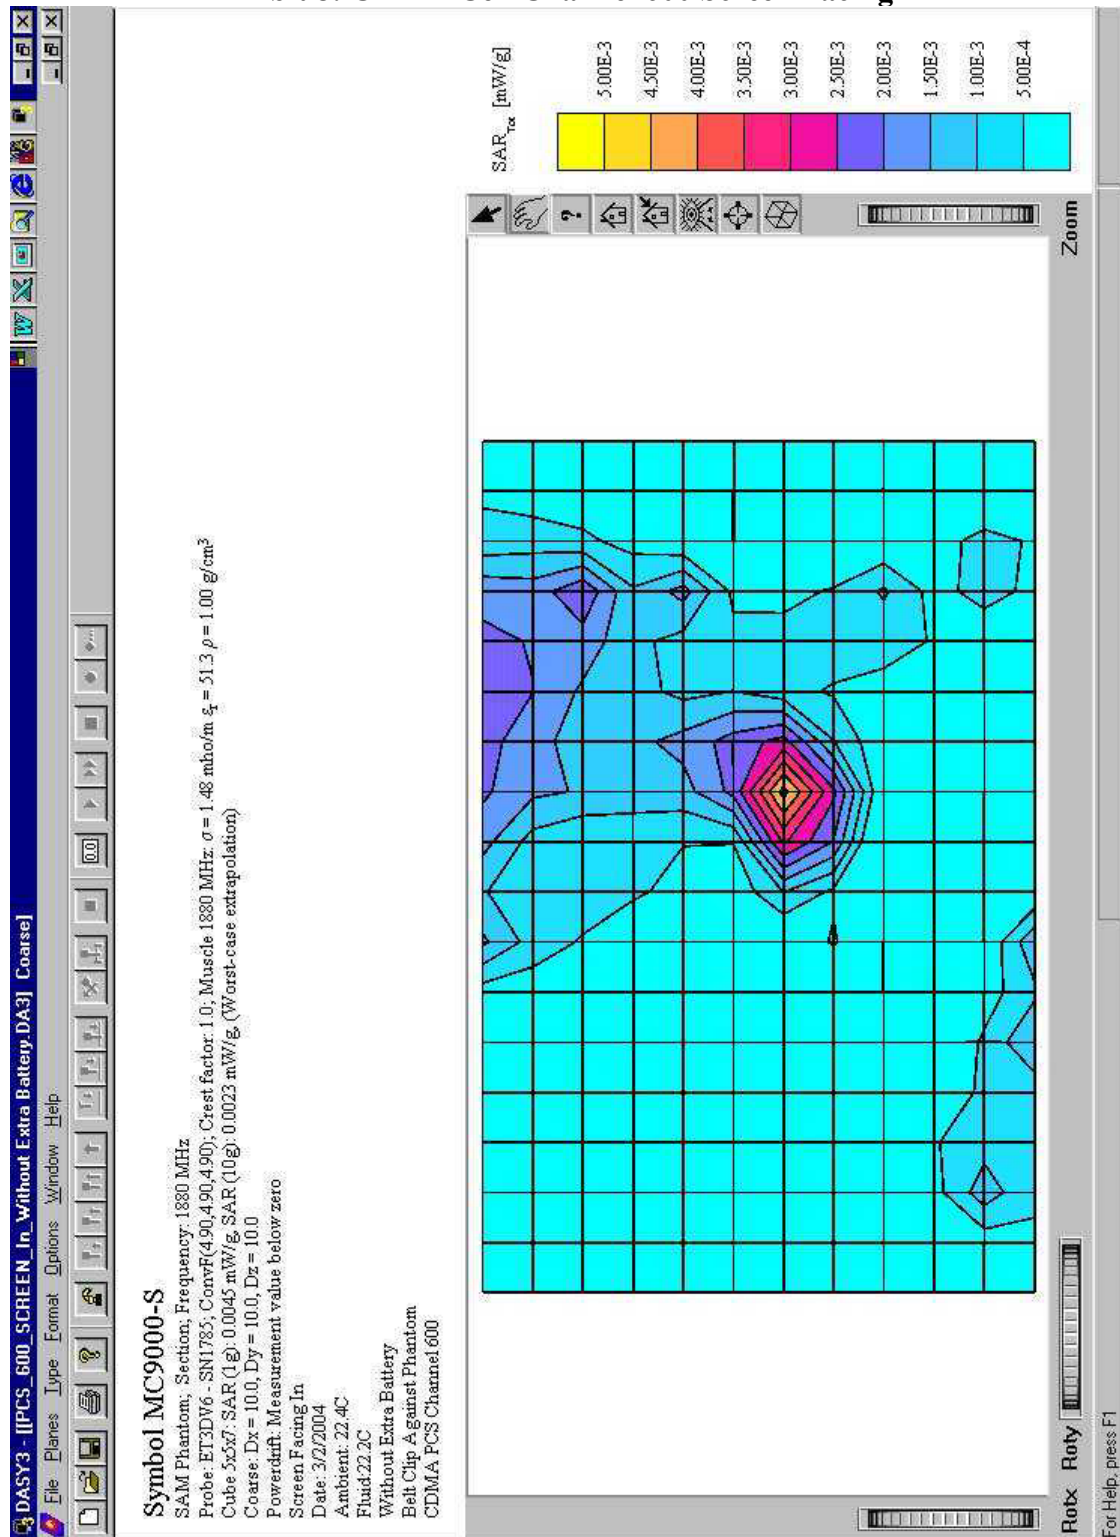 DASY3 - [[PCS_600_SCREEN_In_Without Extra Battery.DA3] Coarse]
File Planes Type Format Options Window Help
0.0
Symbol MC9000-S
SAM Phantom; Section; Frequency: 1880 MHz
Probe: ET3DV6 - SN1785; ConvF(4.90,4.90,4.90); Crest factor: 1.0; Muscle 1880 MHz: σ = 1.48 mho/m εr = 51.3 ρ = 1.00 g/cm³
Cube 5x5x7: SAR (1g): 0.0045 mW/g, SAR (10g): 0.0023 mW/g, (Worst-case extrapolation)
Coarse: Dx = 10.0, Dy = 10.0, Dz = 10.0
Powerdrift: Measurement value below zero
Screen Facing In
Date: 3/2/2004
Ambient: 22.4C
Fluid:22.2C
Without Extra Battery
Belt Clip Against Phantom
CDMA PCS Channel 600
SAR Tot [mW/g]
5.00E-3
4.50E-3
4.00E-3
3.50E-3
3.00E-3
2.50E-3
2.00E-3
1.50E-3
1.00E-3
5.00E-4
Rotx Roty
Zoom
For Help, press F1